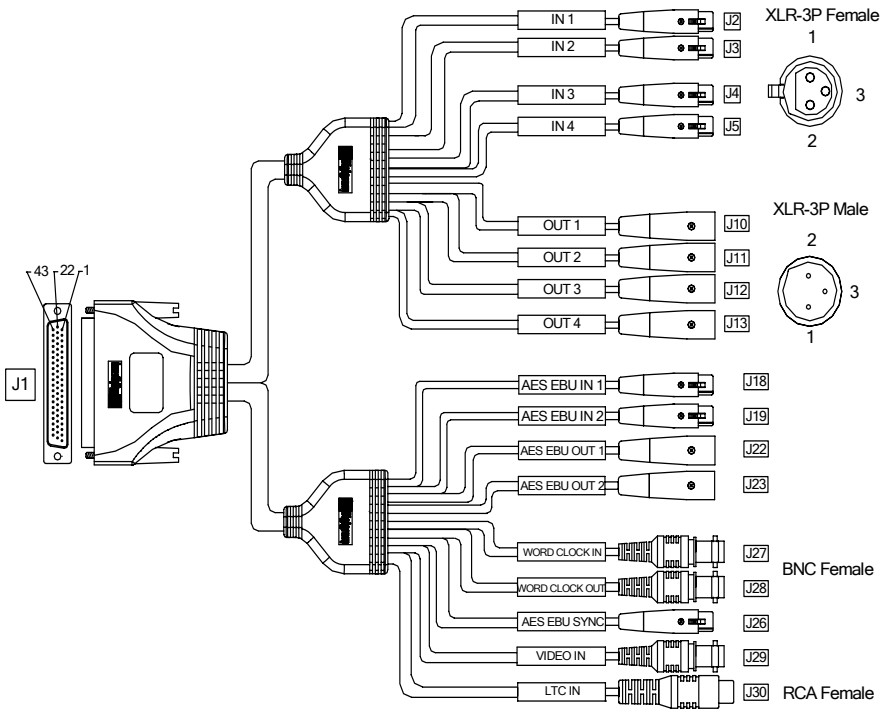 IN 1
J2
XLR-3P Female
1
IN 2
J3
IN 3
J4
3
IN 4
J5
2
XLR-3P Male
OUT 1
J10
2
OUT 2
J11
43 22 1
OUT 3
J12
3
OUT 4
J13
1
J1
AES EBU IN 1
J18
AES EBU IN 2
J19
AES EBU OUT 1
J22
AES EBU OUT 2
J23
WORD CLOCK IN
J27
BNC Female
WORD CLOCK OUT
J28
AES EBU SYNC
J26
VIDEO IN
J29
LTC IN
J30
RCA Female